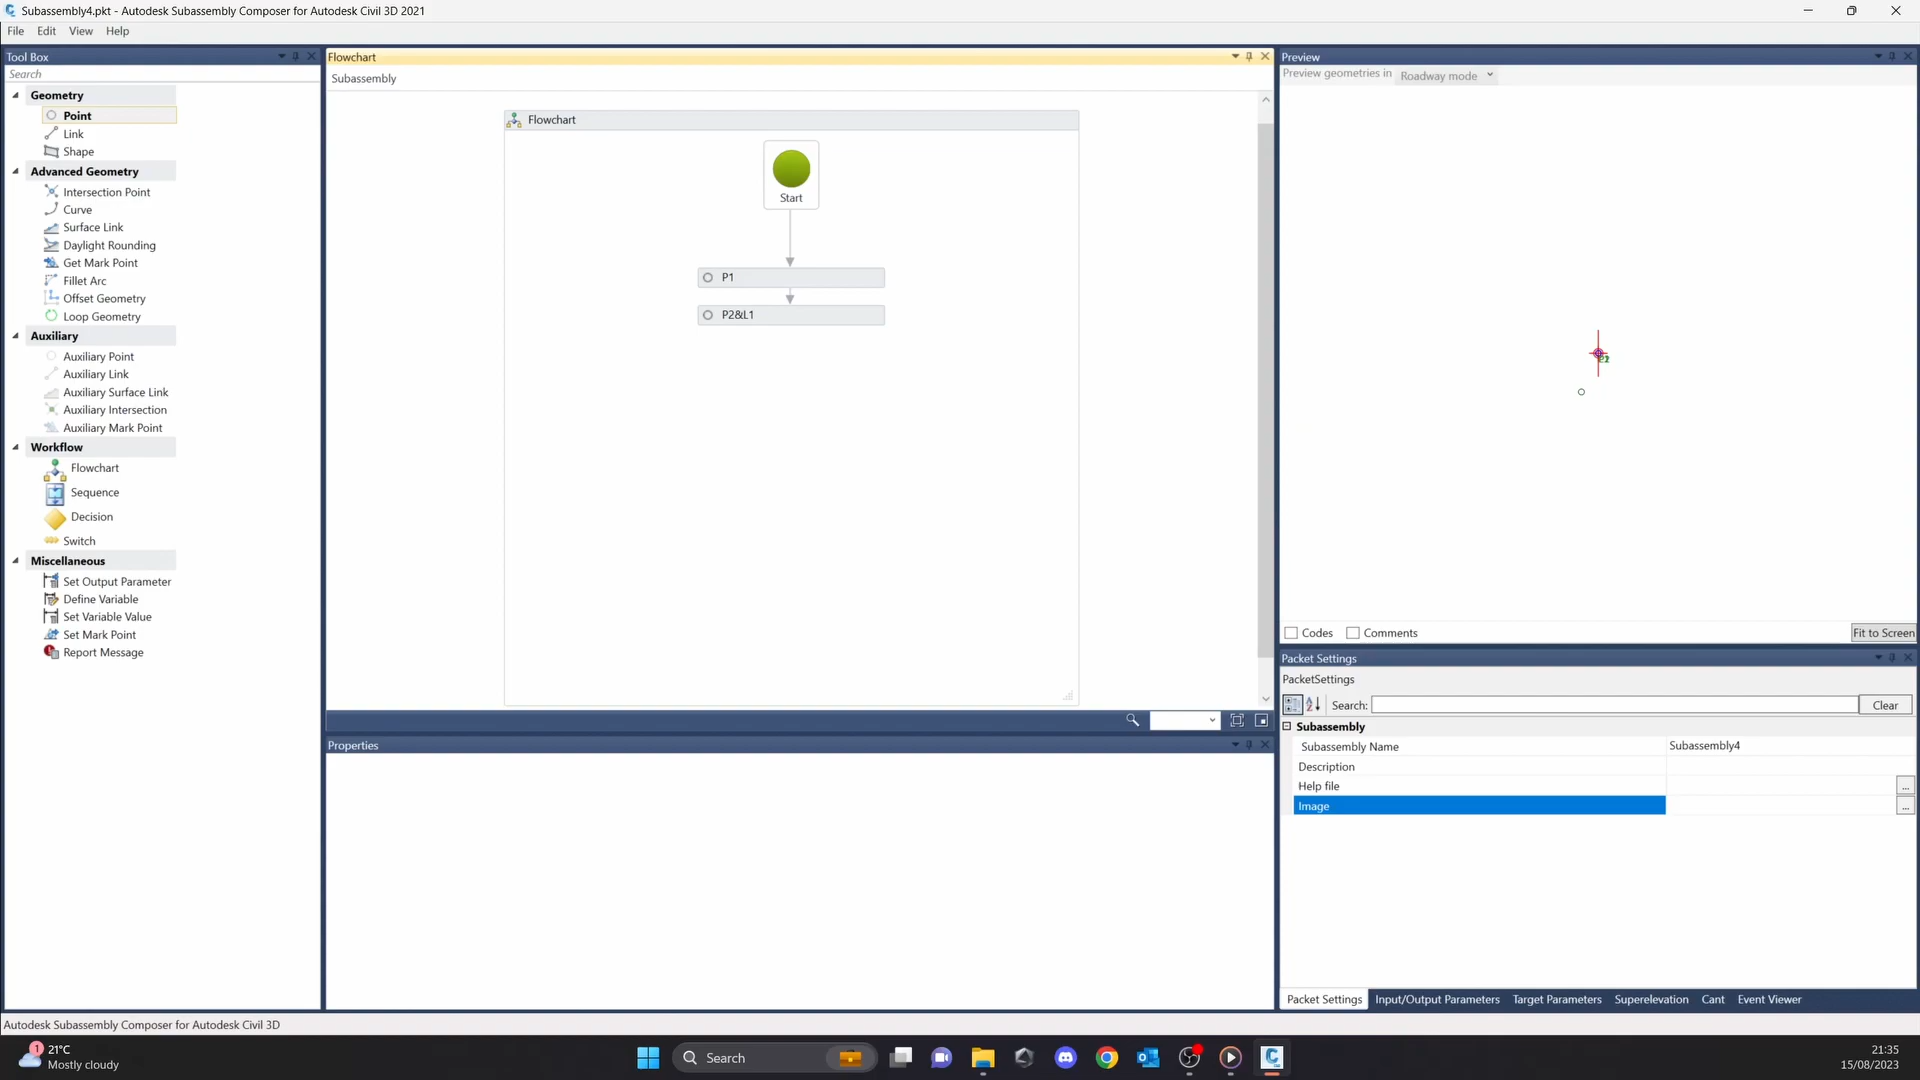 Subassembly4.pkt - Autodesk Subassembly Composer for Autodesk Civil 3D 2021
File Edit View Help
Tool Box
Search
Geometry
Point
Link
Shape
Advanced Geometry
Intersection Point
Curve
Surface Link
Daylight Rounding
Get Mark Point
Fillet Arc
Offset Geometry
Loop Geometry
Auxiliary
Auxiliary Point
Auxiliary Link
Auxiliary Surface Link
Auxiliary Intersection
Auxiliary Mark Point
Workflow
Flowchart
Sequence
Decision
Switch
Miscellaneous
Set Output Parameter
Define Variable
Set Variable Value
Set Mark Point
Report Message
Flowchart
Subassembly
Flowchart
Start
P1
P2&L1
Properties
Preview
Preview geometries in Roadway mode
Codes Comments Fit to Screen
Packet Settings
PacketSettings
Search: Clear
Subassembly
Subassembly Name Subassembly4
Description
Help file ...
Image ...
Packet Settings Input/Output Parameters Target Parameters Superelevation Cant Event Viewer
Autodesk Subassembly Composer for Autodesk Civil 3D
1
21°C
Mostly cloudy
Search
21:35
15/08/2023